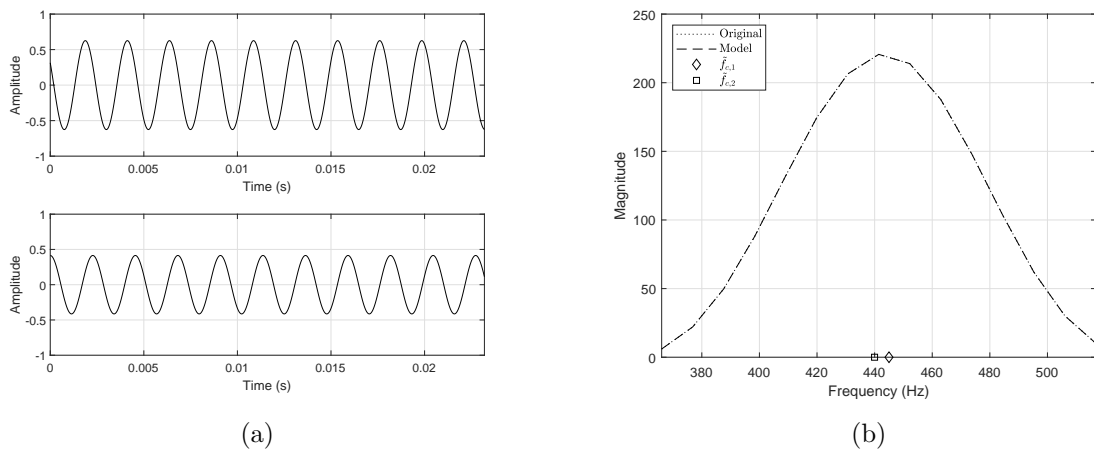 1
0.5
0
-0.5
-1
Amplitude
0
0.005
0.01
0.015
0.02
Time (s)
1
0.5
0
-0.5
-1
Amplitude
0
0.005
0.01
0.015
0.02
Time (s)
(a)
250
200
150
100
50
0
Magnitude
Original
Model
f̃c,1
f̃c,2
380
400
420
440
460
480
500
Frequency (Hz)
(b)